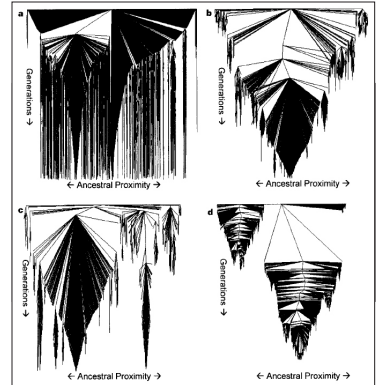 a
b
Generations →
Generations →
← Ancestral Proximity →
← Ancestral Proximity →
c
d
Generations →
Generations →
← Ancestral Proximity →
← Ancestral Proximity →